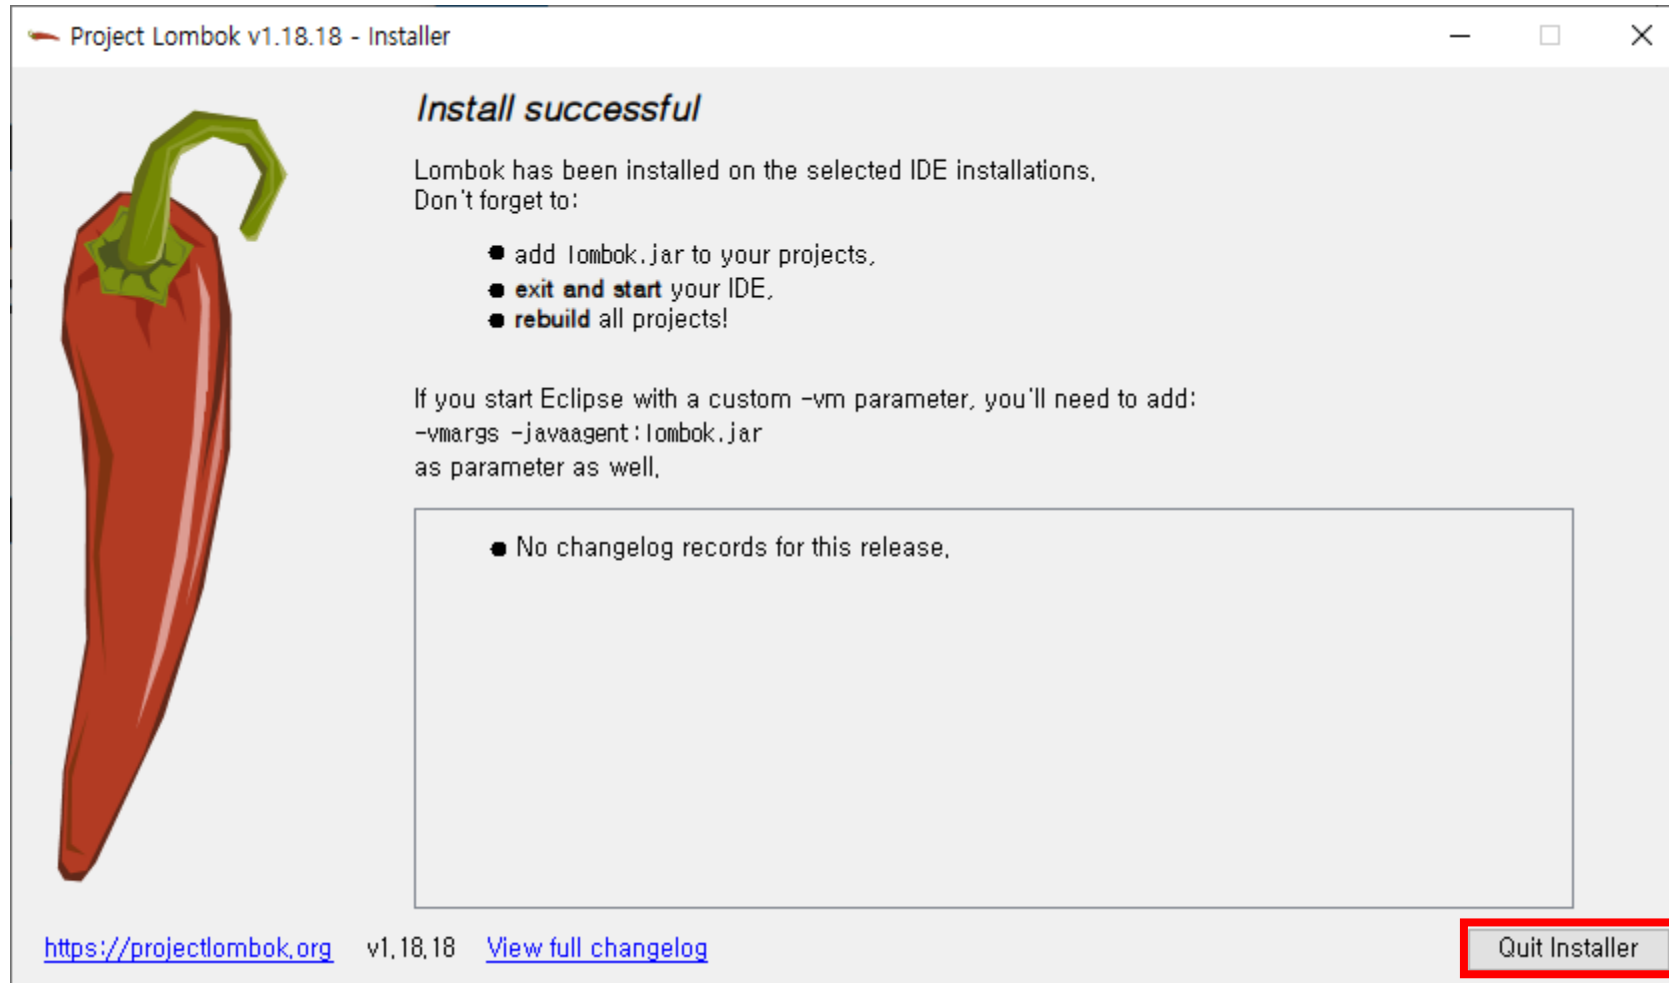 Project Lombok v1.18.18 - Installer
Install successful
Lombok has been installed on the selected IDE installations.
Don't forget to:
● add lombok.jar to your projects,
● exit and start your IDE,
● rebuild all projects!
If you start Eclipse with a custom -vm parameter, you'll need to add:
-vmargs -javaagent:lombok.jar
as parameter as well.
● No changelog records for this release.
https://projectlombok.org v1.18.18 View full changelog Quit Installer